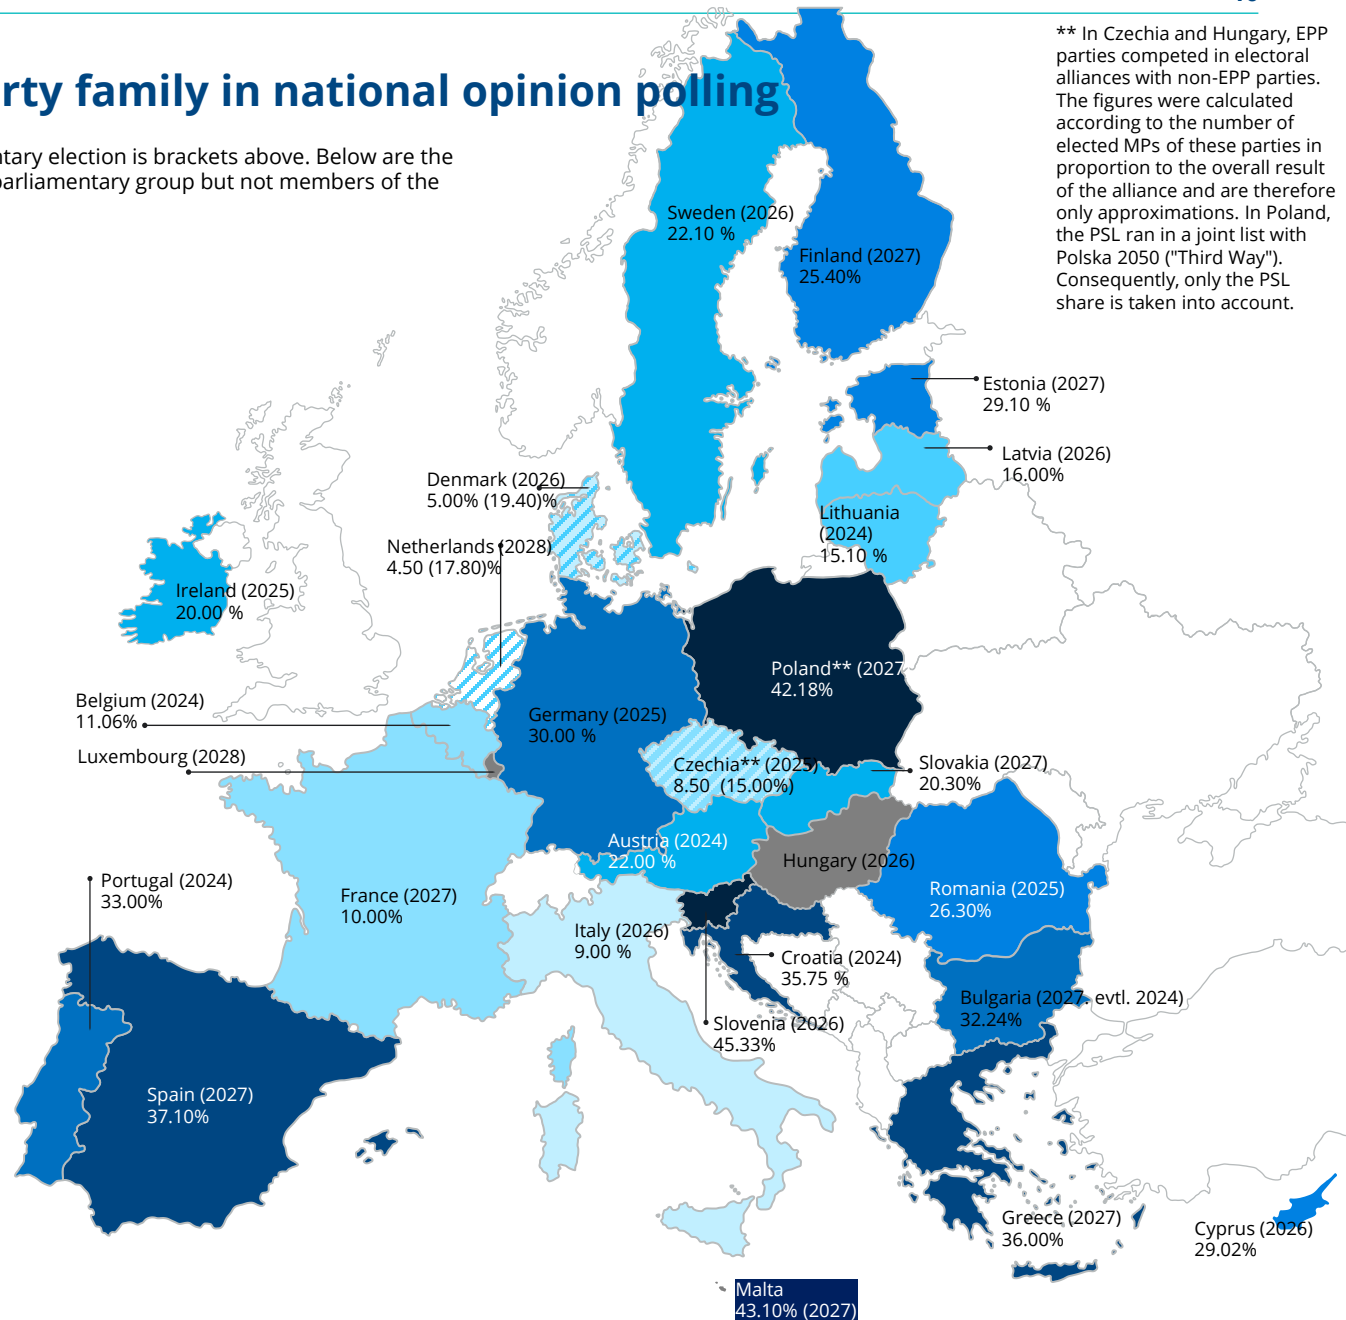 rty family in national opinion polling
ntary election is brackets above. Below are the
parliamentary group but not members of the
** In Czechia and Hungary, EPP
parties competed in electoral
alliances with non-EPP parties.
The figures were calculated
according to the number of
elected MPs of these parties in
proportion to the overall result
of the alliance and are therefore
only approximations. In Poland,
the PSL ran in a joint list with
Polska 2050 ("Third Way").
Consequently, only the PSL
share is taken into account.
Sweden (2026)
22.10 %
Finland (2027)
25.40%
Estonia (2027)
29.10 %
Latvia (2026)
16.00%
Denmark (2026)
5.00% (19.40)%
Lithuania
(2024)
15.10 %
Netherlands (2028)
4.50 (17.80)%
Ireland (2025)
20.00 %
Poland** (2027
42.18%
Belgium (2024)
11.06%
Germany (2025)
30.00 %
Luxembourg (2028)
Czechia** (2025)
8.50 (15.00%)
Slovakia (2027)
20.30%
Austria (2024)
22.00 %
Hungary (2026)
Portugal (2024)
33.00%
France (2027)
10.00%
Romania (2025)
26.30%
Italy (2026)
9.00 %
Croatia (2024)
35.75 %
Bulgaria (2027. evtl. 2024)
32.24%
Slovenia (2026)
45.33%
Spain (2027)
37.10%
Greece (2027)
36.00%
Cyprus (2026)
29.02%
Malta
43.10% (2027)